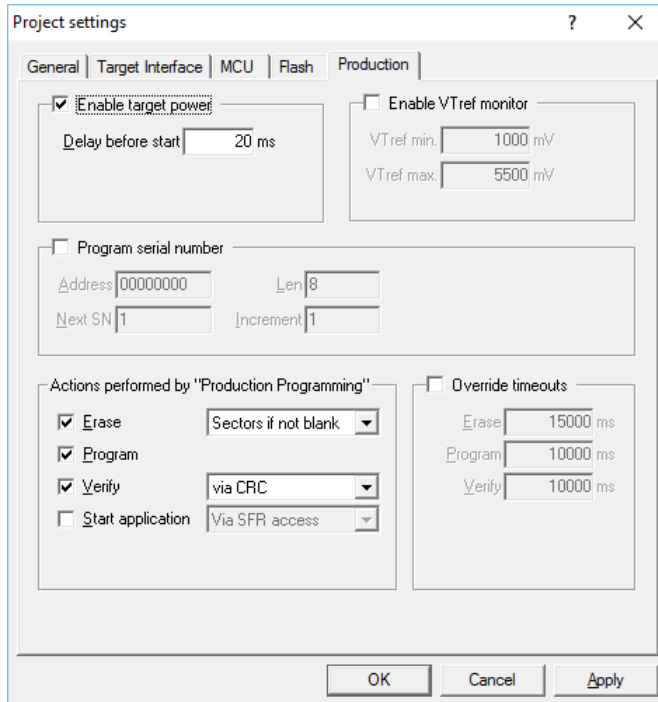 Project settings ? ×
General Target Interface MCU Flash Production
Enable target power
Delay before start 20 ms
Enable VTref monitor
VTref min. 1000 mV
VTref max. 5500 mV
Program serial number
Address 00000000 Len 8
Next SN 1 Increment 1
Actions performed by "Production Programming"
Erase Sectors if not blank
Program
Verify via CRC
Start application Via SFR access
Override timeouts
Erase 15000 ms
Program 10000 ms
Verify 10000 ms
OK Cancel Apply